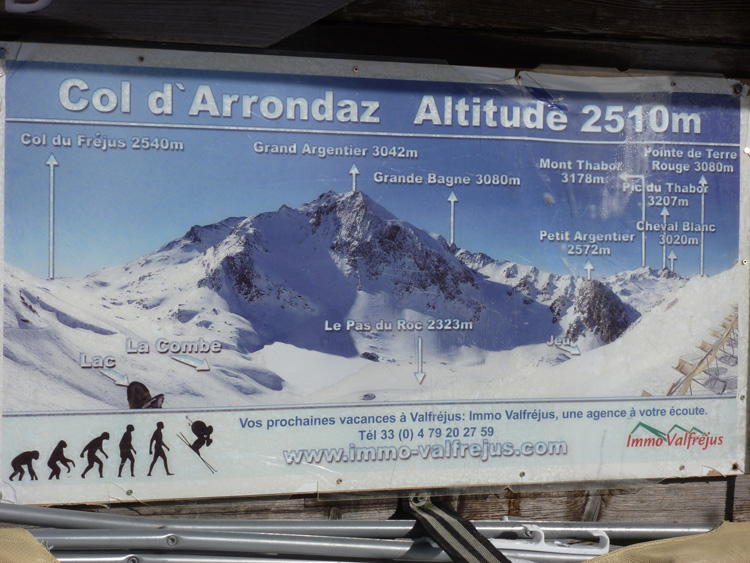 Col d`Arrondaz Altitude 2510m
Col du Fréjus 2540m
Grand Argentier 3042m
Grande Bagne 3080m
Mont Thabor
3178m
Pointe de Terre
Rouge 3080m
Pic du Thabor
3207m
Cheval Blanc
3020m
Petit Argentier
2572m
Le Pas du Roc 2323m
Jeu
La Combe
Lac
Vos prochaines vacances à Valfréjus: Immo Valfréjus, une agence à votre écoute.
Tél 33 (0) 4 79 20 27 59
www.immo-valfrejus.com
Immo Valfréjus